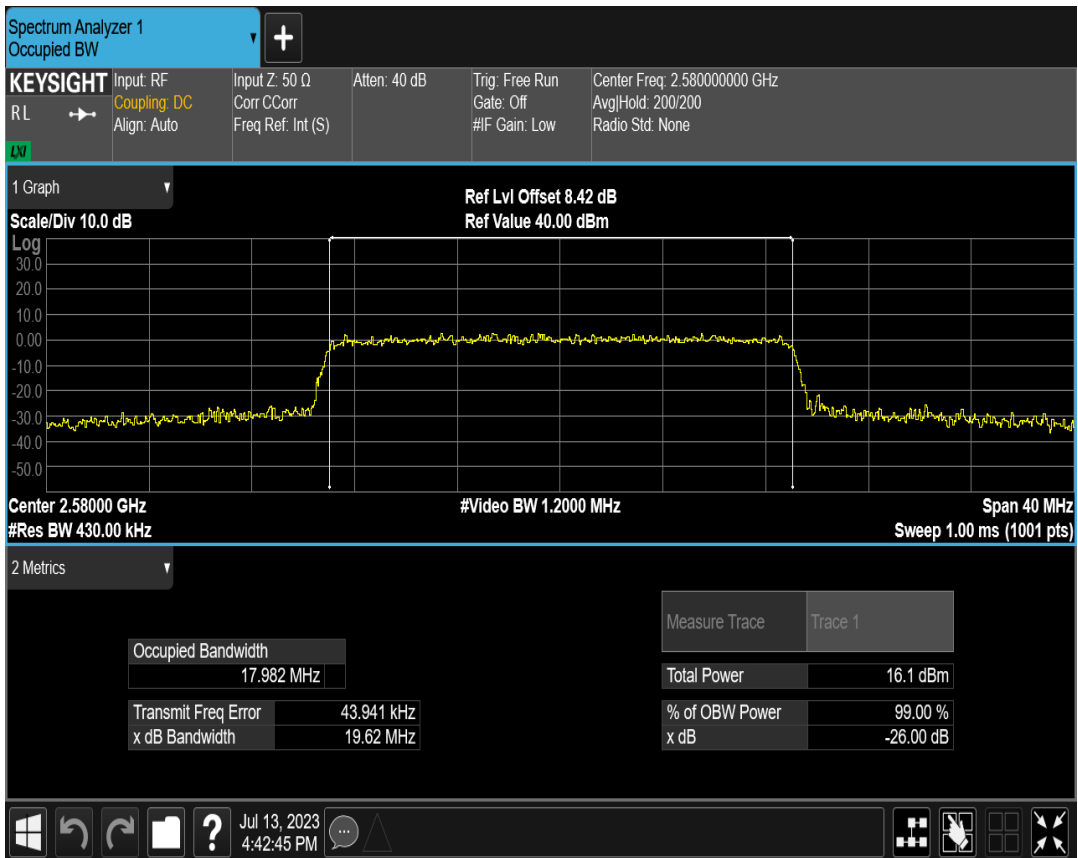 Spectrum Analyzer 1
Occupied BW
+
KEYSIGHT
RL
LXI
Input: RF
Coupling: DC
Align: Auto
Input Z: 50 Ω
Corr CCorr
Freq Ref: Int (S)
Atten: 40 dB
Trig: Free Run
Gate: Off
#IF Gain: Low
Center Freq: 2.580000000 GHz
Avg|Hold: 200/200
Radio Std: None
1 Graph
Scale/Div 10.0 dB
Ref Lvl Offset 8.42 dB
Ref Value 40.00 dBm
Log
30.0
20.0
10.0
0.00
-10.0
-20.0
-30.0
-40.0
-50.0
Center 2.58000 GHz
#Video BW 1.2000 MHz
Span 40 MHz
#Res BW 430.00 kHz
Sweep 1.00 ms (1001 pts)
2 Metrics
Measure Trace Trace 1
Occupied Bandwidth
17.982 MHz
Total Power 16.1 dBm
Transmit Freq Error 43.941 kHz
% of OBW Power 99.00 %
x dB Bandwidth 19.62 MHz
x dB -26.00 dB
?
Jul 13, 2023
4:42:45 PM